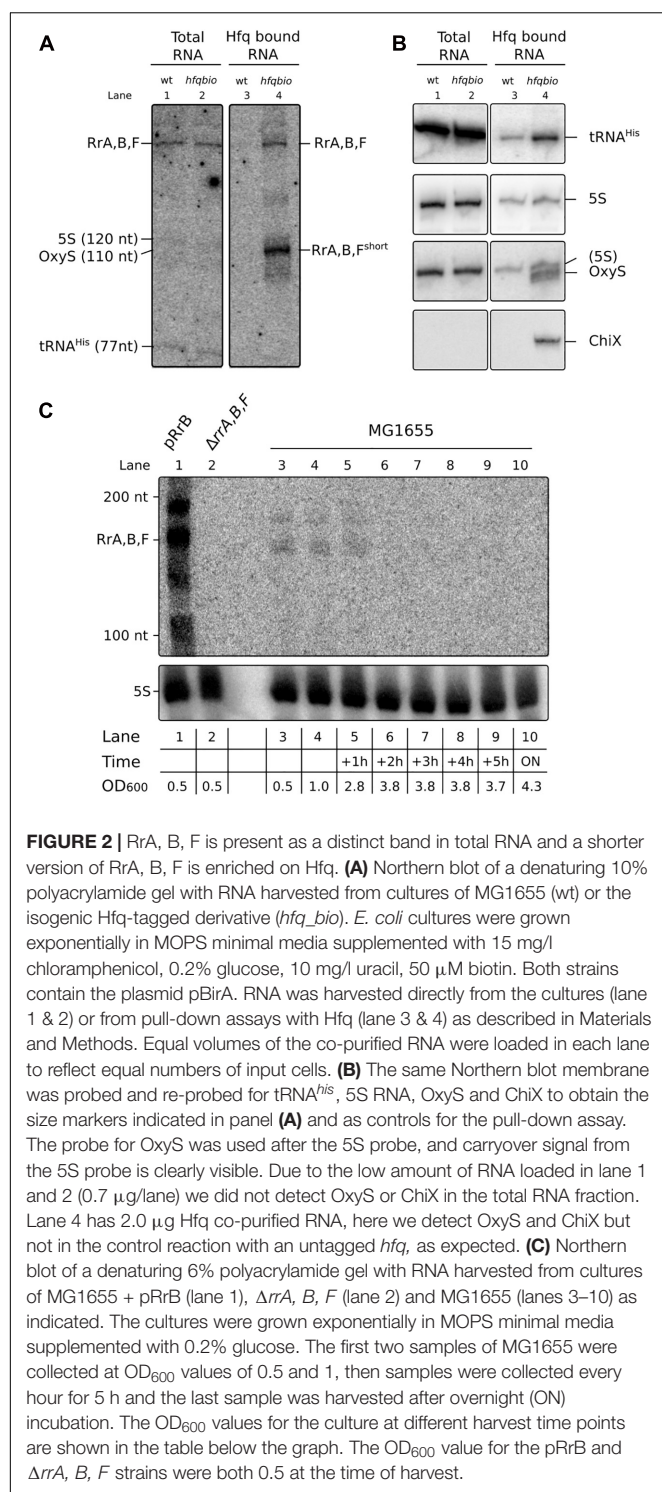 A
Total RNA
Hfq bound RNA
wt hfqbio wt hfqbio
Lane 1 2 3 4
RrA,B,F
RrA,B,F
5S (120 nt)
OxyS (110 nt)
RrA,B,Fshort
tRNAHis (77nt)
B
Total RNA
Hfq bound RNA
wt hfqbio wt hfqbio
Lane 1 2 3 4
tRNAHis
5S
(5S)
OxyS
ChiX
C
pRrB ΔrrA,B,F MG1655
Lane 1 2 3 4 5 6 7 8 9 10
200 nt
RrA,B,F
100 nt
5S
Lane 1 2 3 4 5 6 7 8 9 10
Time +1h +2h +3h +4h +5h ON
OD600 0.5 0.5 0.5 1.0 2.8 3.8 3.8 3.8 3.7 4.3
FIGURE 2 | RrA, B, F is present as a distinct band in total RNA and a shorter
version of RrA, B, F is enriched on Hfq. (A) Northern blot of a denaturing 10%
polyacrylamide gel with RNA harvested from cultures of MG1655 (wt) or the
isogenic Hfq-tagged derivative (hfq_bio). E. coli cultures were grown
exponentially in MOPS minimal media supplemented with 15 mg/l
chloramphenicol, 0.2% glucose, 10 mg/l uracil, 50 μM biotin. Both strains
contain the plasmid pBirA. RNA was harvested directly from the cultures (lane
1 & 2) or from pull-down assays with Hfq (lane 3 & 4) as described in Materials
and Methods. Equal volumes of the co-purified RNA were loaded in each lane
to reflect equal numbers of input cells. (B) The same Northern blot membrane
was probed and re-probed for tRNAhis, 5S RNA, OxyS and ChiX to obtain the
size markers indicated in panel (A) and as controls for the pull-down assay.
The probe for OxyS was used after the 5S probe, and carryover signal from
the 5S probe is clearly visible. Due to the low amount of RNA loaded in lane 1
and 2 (0.7 μg/lane) we did not detect OxyS or ChiX in the total RNA fraction.
Lane 4 has 2.0 μg Hfq co-purified RNA, here we detect OxyS and ChiX but
not in the control reaction with an untagged hfq, as expected. (C) Northern
blot of a denaturing 6% polyacrylamide gel with RNA harvested from cultures
of MG1655 + pRrB (lane 1), ΔrrA, B, F (lane 2) and MG1655 (lanes 3–10) as
indicated. The cultures were grown exponentially in MOPS minimal media
supplemented with 0.2% glucose. The first two samples of MG1655 were
collected at OD600 values of 0.5 and 1, then samples were collected every
hour for 5 h and the last sample was harvested after overnight (ON)
incubation. The OD600 values for the culture at different harvest time points
are shown in the table below the graph. The OD600 value for the pRrB and
ΔrrA, B, F strains were both 0.5 at the time of harvest.